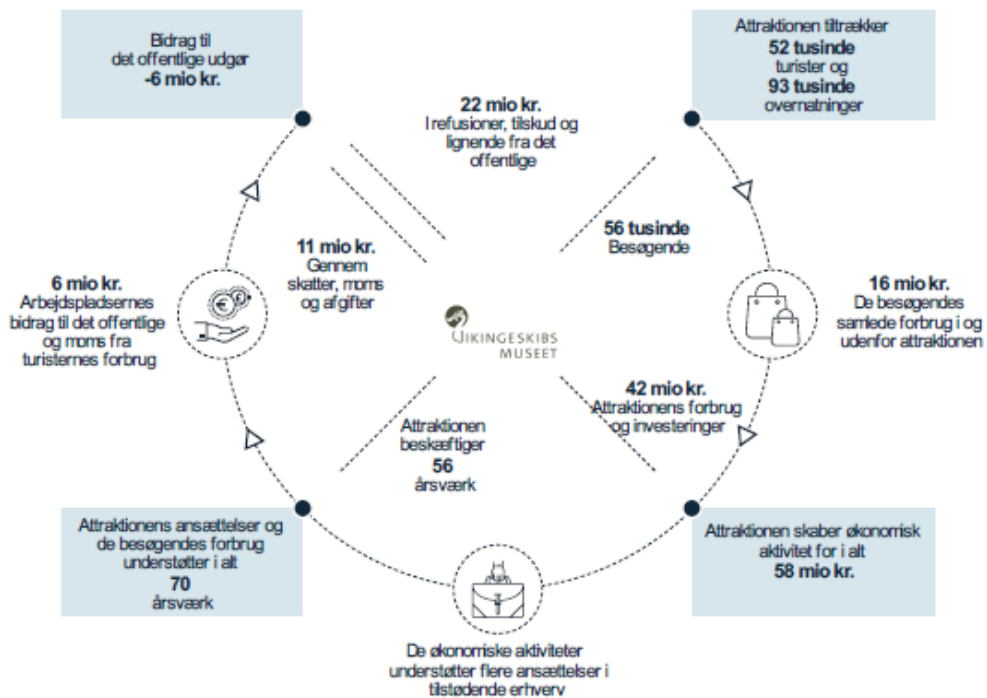 Bidrag til
det offentlige udgør
-6 mio kr.
22 mio kr.
I refusioner, tilskud og
lignende fra det
offentlige
Attraktionen tiltrækker
52 tusinde
turister og
93 tusinde
overnatninger
56 tusinde
Besøgende
11 mio kr.
Gennem
skatter, moms
og afgifter
6 mio kr.
Arbejdspladsernes
bidrag til det offentlige
og moms fra
turisternes forbrug
VIKINGESKIBS
MUSEET
16 mio kr.
De besøgendes
samlede forbrug i og
udenfor attraktionen
42 mio kr.
Attraktionens forbrug
og investeringer
Attraktionen
beskæftiger
56
årsværk
Attraktionens ansættelser og
de besøgendes forbrug
understøtter i alt
70
årsværk
Attraktionen skaber økonomisk
aktivitet for i alt
58 mio kr.
De økonomiske aktiviteter
understøtter flere ansættelser i
tilstødende erhverv